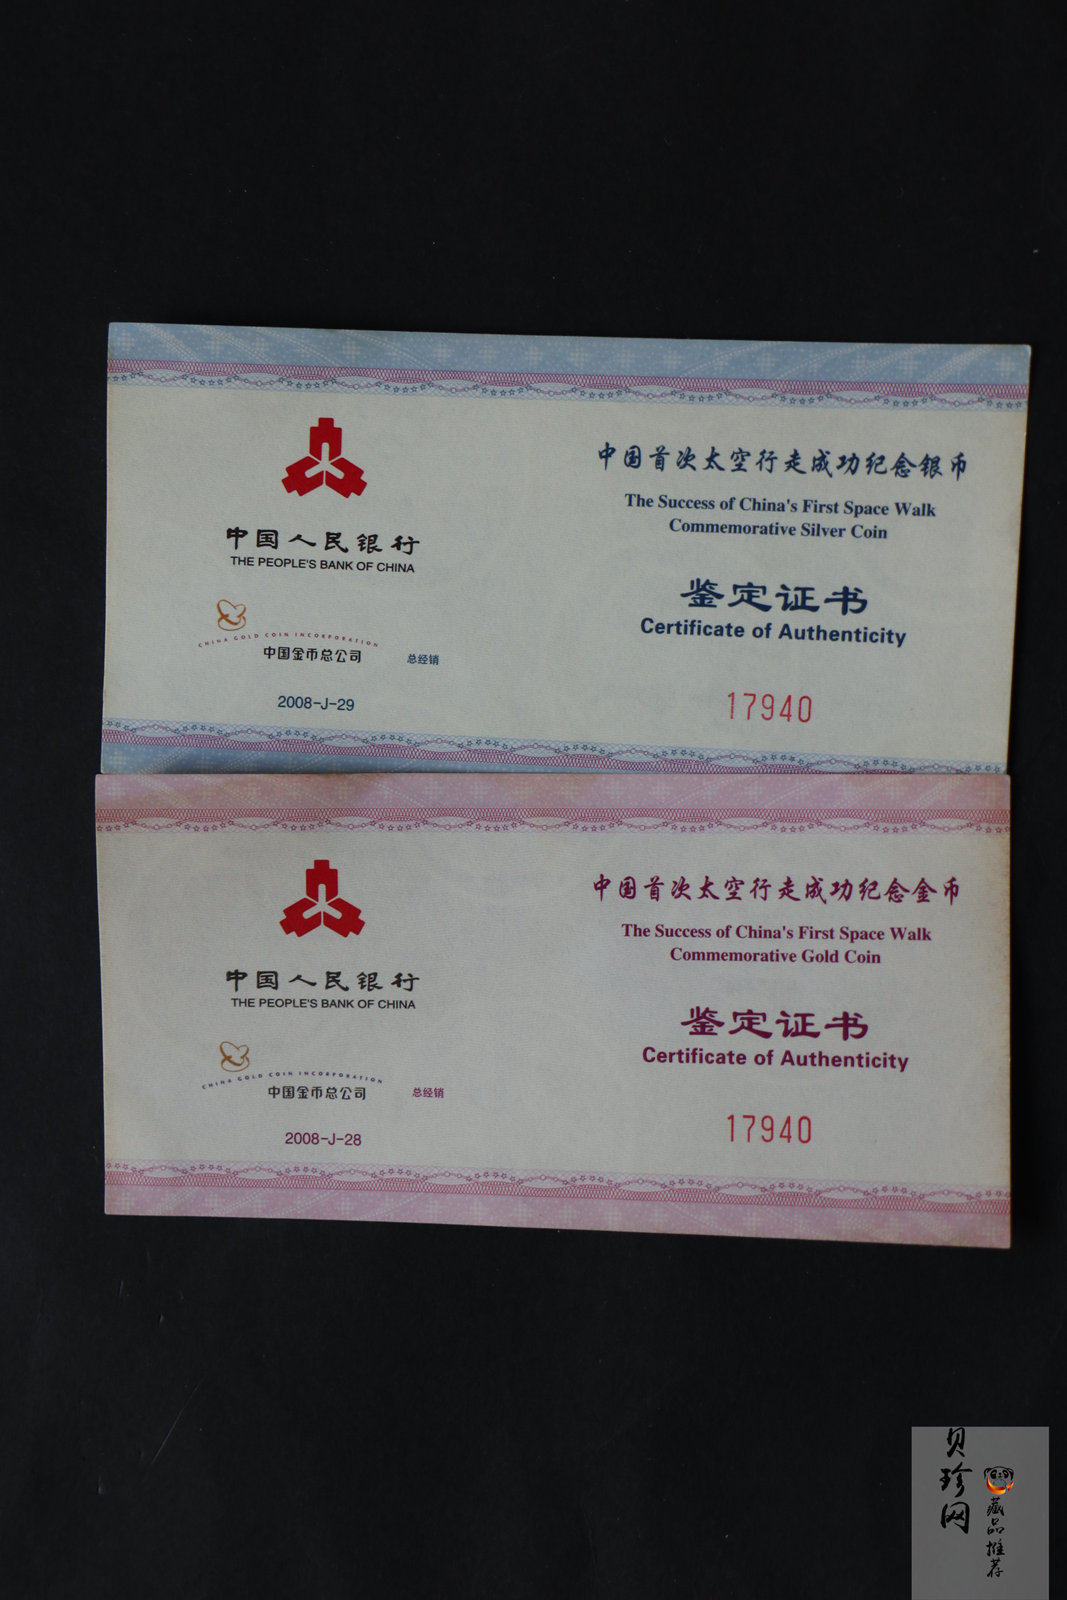 中国人民银行
THE PEOPLE'S BANK OF CHINA
CHINA GOLD COIN INCORPORATION
中国金币总公司
总经销
2008-J-29
中国首次太空行走成功纪念银币
The Success of China's First Space Walk
Commemorative Silver Coin
鉴定证书
Certificate of Authenticity
17940
中国人民银行
THE PEOPLE'S BANK OF CHINA
CHINA GOLD COIN INCORPORATION
中国金币总公司
总经销
2008-J-28
中国首次太空行走成功纪念金币
The Success of China's First Space Walk
Commemorative Gold Coin
鉴定证书
Certificate of Authenticity
17940
贝珍网
藏品推荐